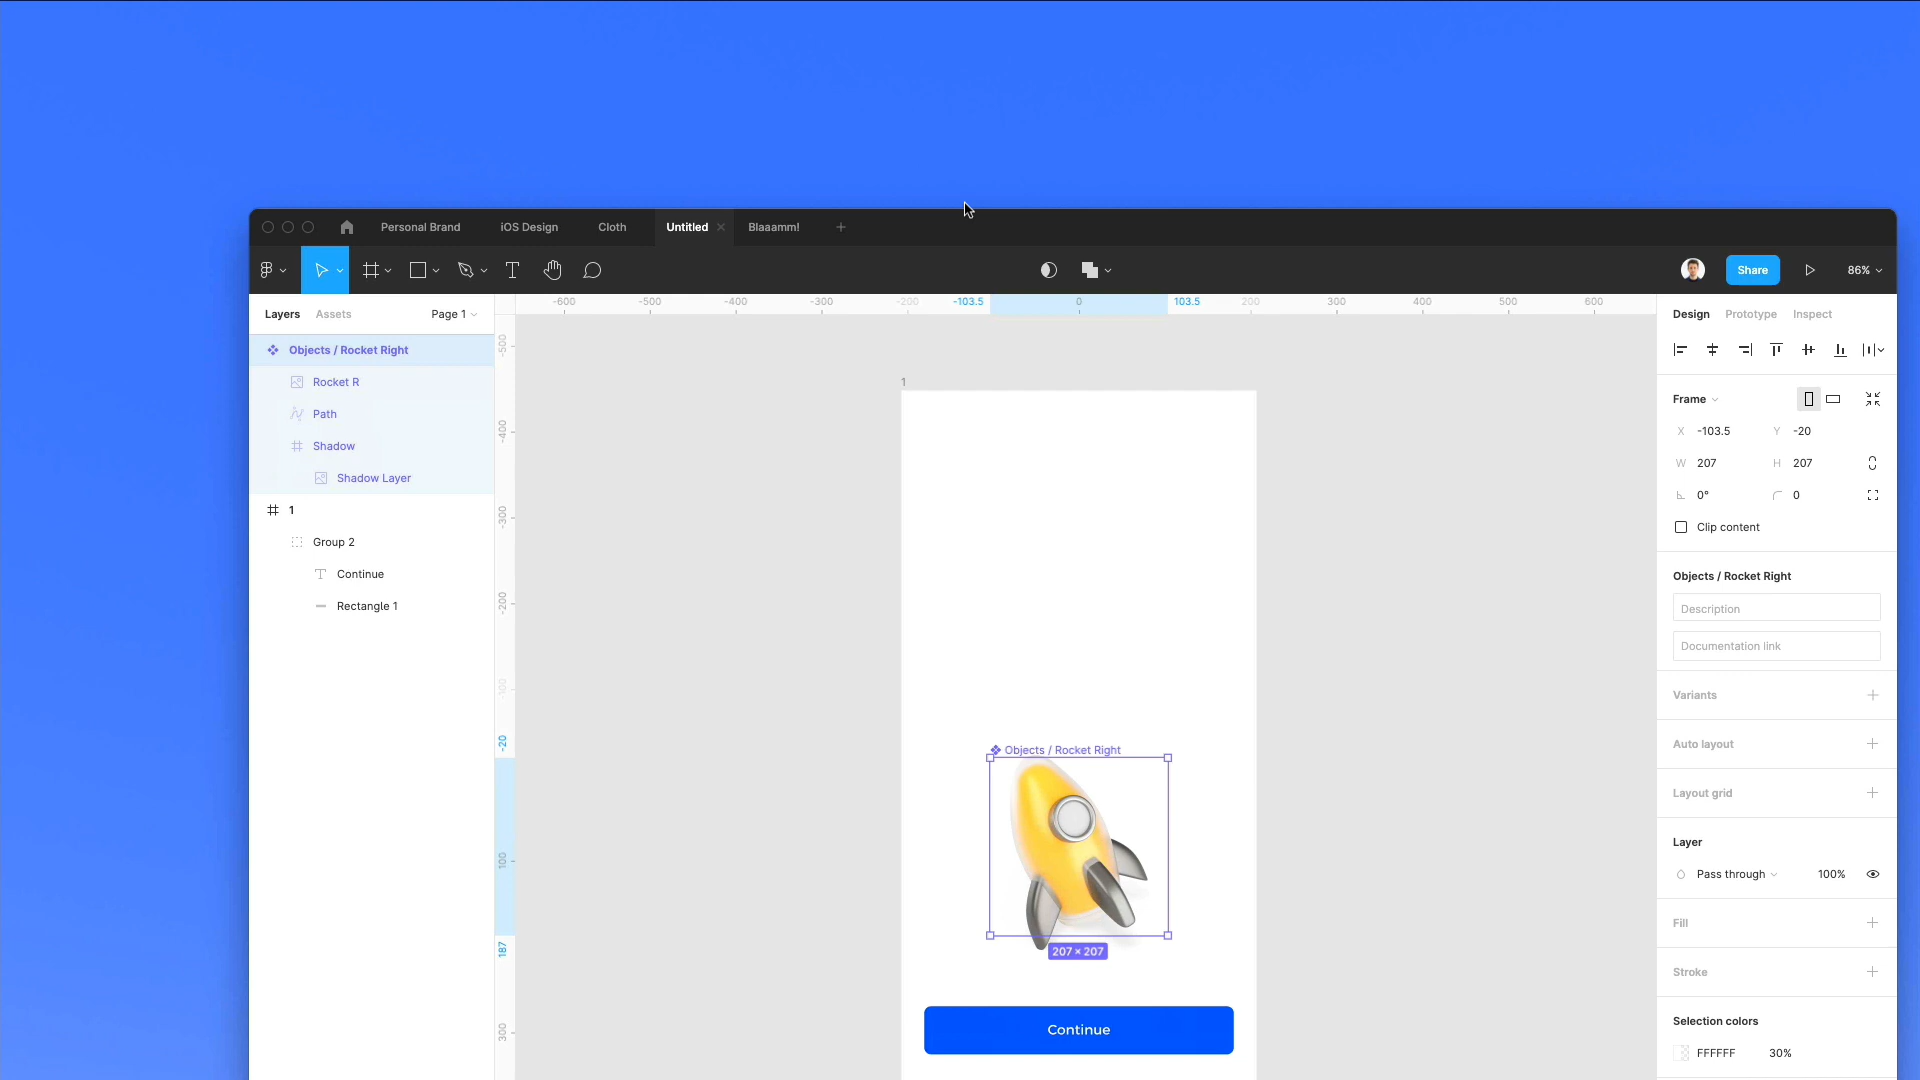 Personal Brand
iOS Design
Cloth
Untitled
Blaaamm!
Share
86%
Layers
Assets
Page 1
-600
-500
-400
-300
-200
-103.5
0
103.5
200
300
400
500
600
Design
Prototype
Inspect
Objects / Rocket Right
Rocket R
Path
Shadow
Shadow Layer
1
Group 2
Continue
Rectangle 1
-500
-400
-300
-200
-100
-20
100
187
300
1
Objects / Rocket Right
207 × 207
Continue
Frame
X -103.5
Y -20
W 207
H 207
0°
0
Clip content
Objects / Rocket Right
Description
Documentation link
Variants
Auto layout
Layout grid
Layer
Pass through
100%
Fill
Stroke
Selection colors
FFFFFF
30%